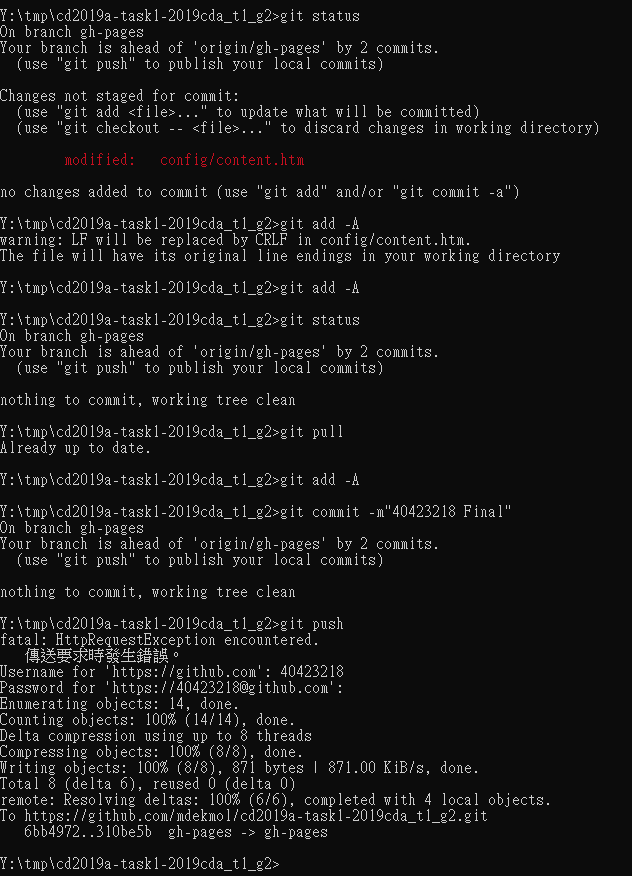 Y:\tmp\cd2019a-task1-2019cda_t1_g2>git status
On branch gh-pages
Your branch is ahead of 'origin/gh-pages' by 2 commits.
  (use "git push" to publish your local commits)
Changes not staged for commit:
  (use "git add <file>..." to update what will be committed)
  (use "git checkout -- <file>..." to discard changes in working directory)
        modified:   config/content.htm
no changes added to commit (use "git add" and/or "git commit -a")
Y:\tmp\cd2019a-task1-2019cda_t1_g2>git add -A
warning: LF will be replaced by CRLF in config/content.htm.
The file will have its original line endings in your working directory
Y:\tmp\cd2019a-task1-2019cda_t1_g2>git add -A
Y:\tmp\cd2019a-task1-2019cda_t1_g2>git status
On branch gh-pages
Your branch is ahead of 'origin/gh-pages' by 2 commits.
  (use "git push" to publish your local commits)
nothing to commit, working tree clean
Y:\tmp\cd2019a-task1-2019cda_t1_g2>git pull
Already up to date.
Y:\tmp\cd2019a-task1-2019cda_t1_g2>git add -A
Y:\tmp\cd2019a-task1-2019cda_t1_g2>git commit -m"40423218 Final"
On branch gh-pages
Your branch is ahead of 'origin/gh-pages' by 2 commits.
  (use "git push" to publish your local commits)
nothing to commit, working tree clean
Y:\tmp\cd2019a-task1-2019cda_t1_g2>git push
fatal: HttpRequestException encountered.
   傳送要求時發生錯誤。
Username for 'https://github.com': 40423218
Password for 'https://40423218@github.com':
Enumerating objects: 14, done.
Counting objects: 100% (14/14), done.
Delta compression using up to 8 threads
Compressing objects: 100% (8/8), done.
Writing objects: 100% (8/8), 871 bytes | 871.00 KiB/s, done.
Total 8 (delta 6), reused 0 (delta 0)
remote: Resolving deltas: 100% (6/6), completed with 4 local objects.
To https://github.com/mdekmol/cd2019a-task1-2019cda_t1_g2.git
   6bb4972..310be5b  gh-pages -> gh-pages
Y:\tmp\cd2019a-task1-2019cda_t1_g2>